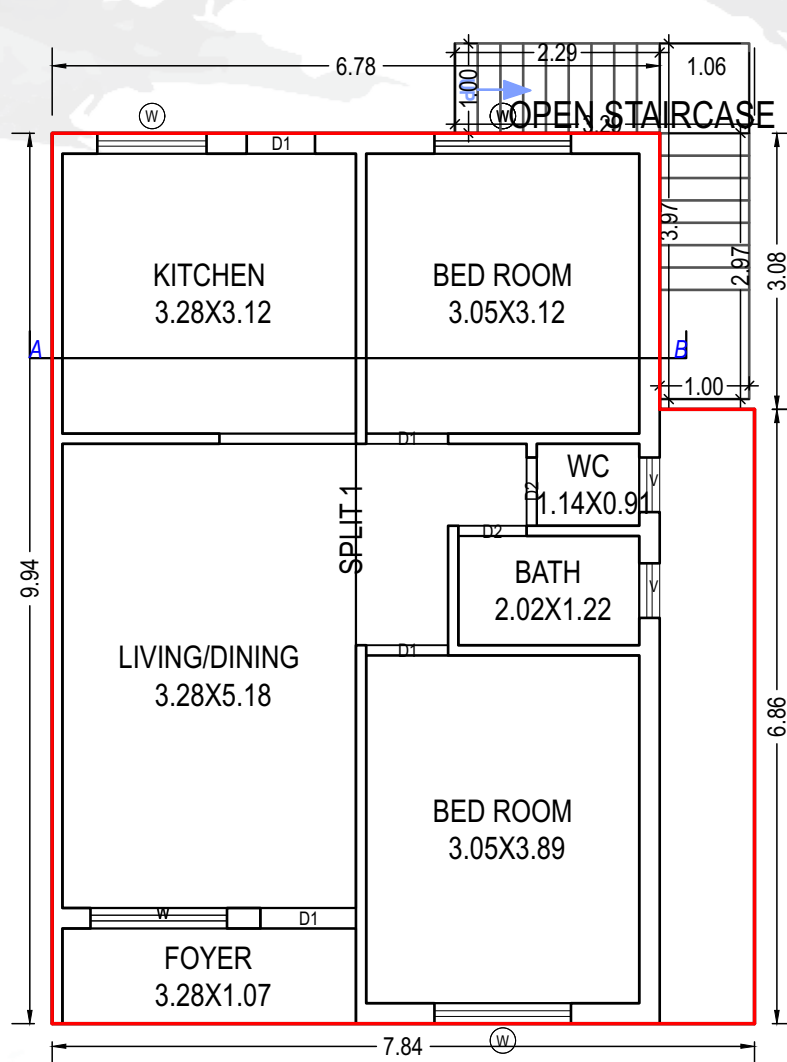 2.29
6.78
1.06
1.00
W
W
OPEN STAIRCASE
D1
3.97
2.97
3.08
KITCHEN
3.28X3.12
BED ROOM
3.05X3.12
A
B
1.00
D1
WC
1.14X0.91
V
D2
SPLIT 1
D2
BATH
2.02X1.22
V
9.94
D1
LIVING/DINING
3.28X5.18
6.86
BED ROOM
3.05X3.89
W
D1
FOYER
3.28X1.07
W
7.84